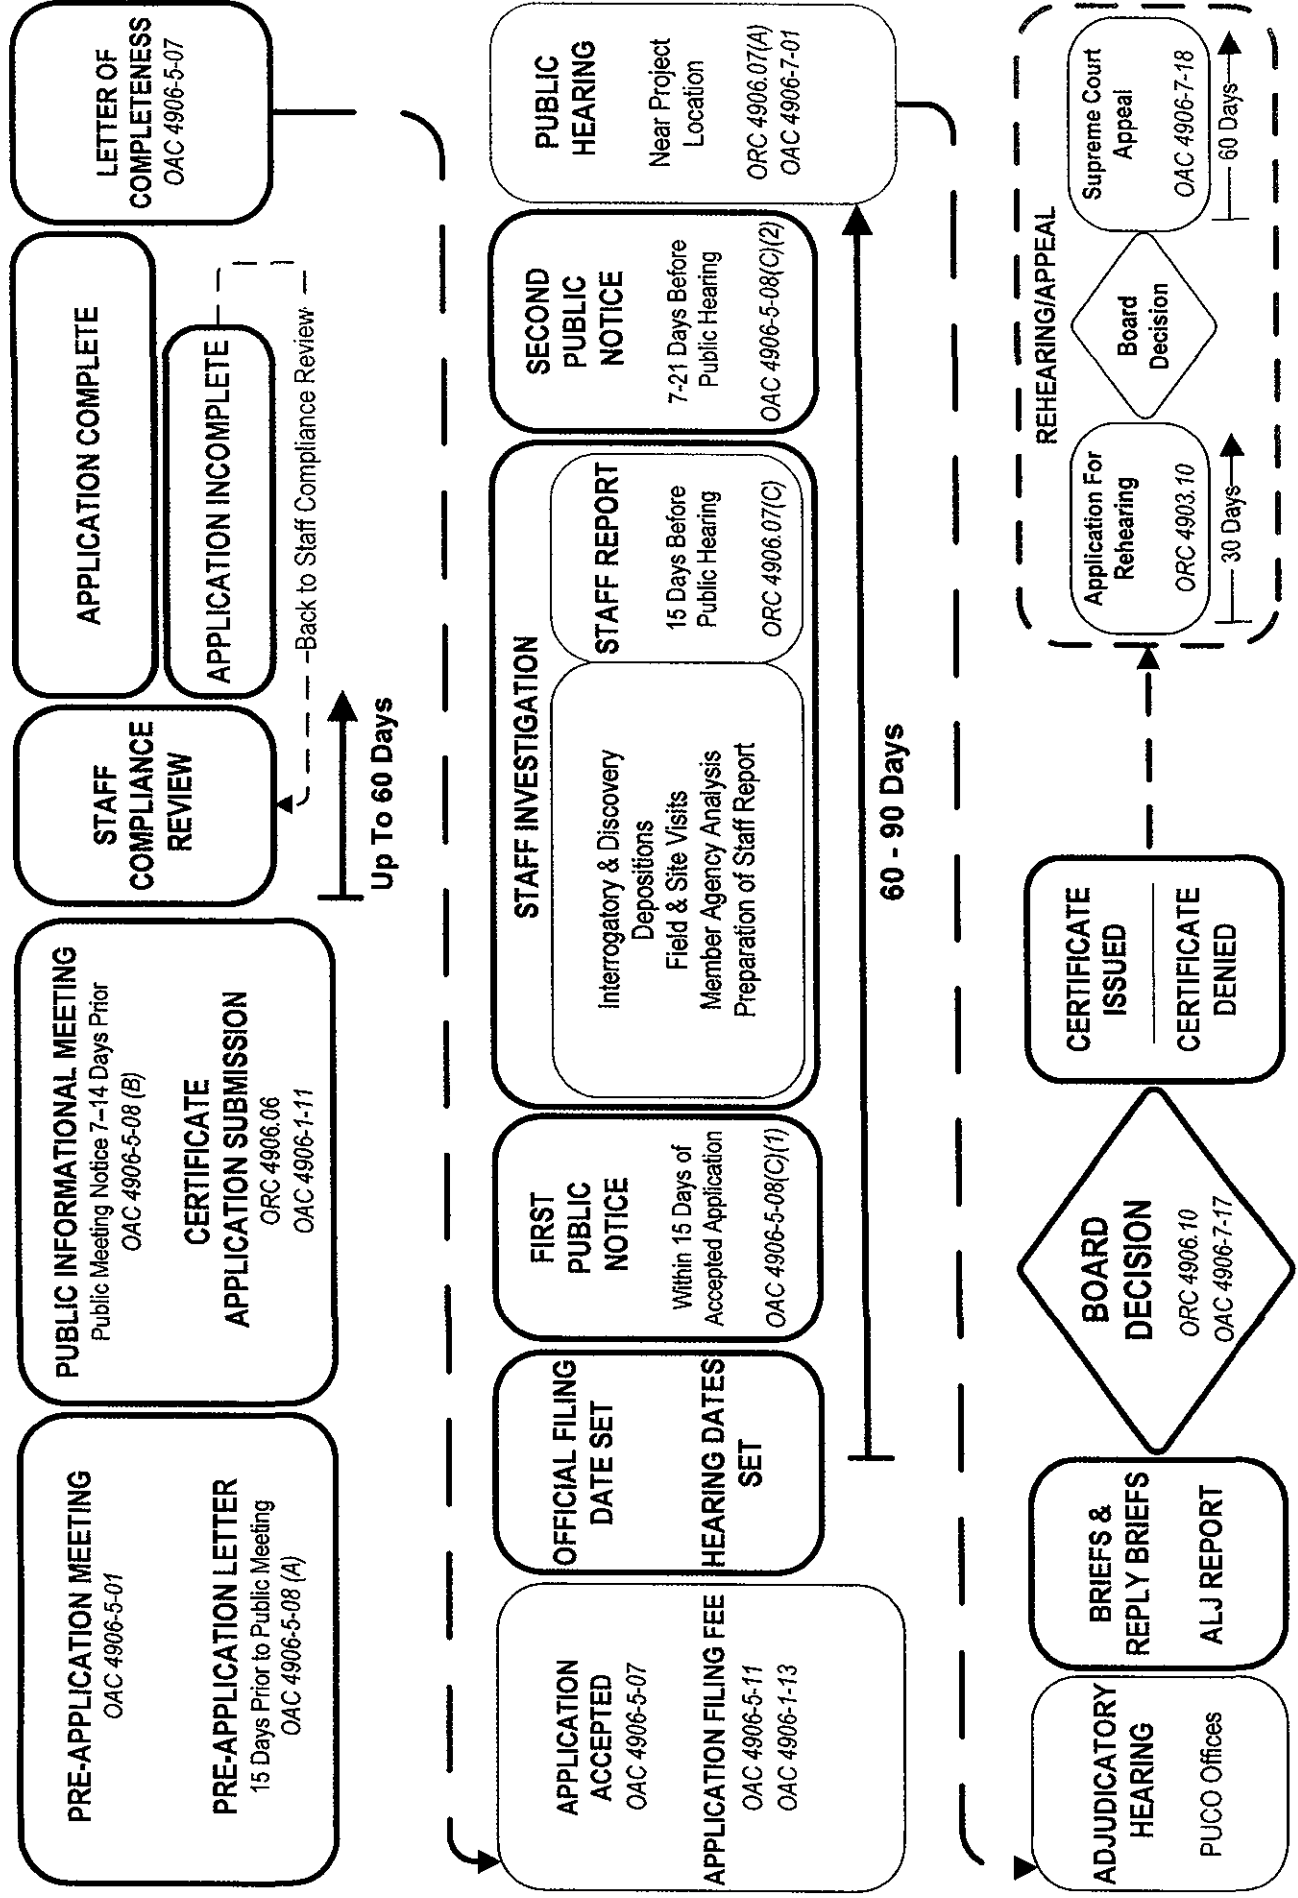 PRE-APPLICATION MEETING
OAC 4906-5-01
PRE-APPLICATION LETTER
15 Days Prior to Public Meeting
OAC 4906-5-08 (A)
PUBLIC INFORMATIONAL MEETING
Public Meeting Notice 7–14 Days Prior
OAC 4906-5-08 (B)
CERTIFICATE
APPLICATION SUBMISSION
ORC 4906.06
OAC 4906-1-11
STAFF
COMPLIANCE
REVIEW
Up To 60 Days
APPLICATION COMPLETE
APPLICATION INCOMPLETE
Back to Staff Compliance Review
LETTER OF
COMPLETENESS
OAC 4906-5-07
APPLICATION
ACCEPTED
OAC 4906-5-07
APPLICATION FILING FEE
OAC 4906-5-11
OAC 4906-1-13
OFFICIAL FILING
DATE SET
HEARING DATES
SET
FIRST
PUBLIC
NOTICE
Within 15 Days of
Accepted Application
OAC 4906-5-08(C)(1)
STAFF INVESTIGATION
Interrogatory & Discovery
Depositions
Field & Site Visits
Member Agency Analysis
Preparation of Staff Report
STAFF REPORT
15 Days Before
Public Hearing
ORC 4906.07(C)
SECOND
PUBLIC
NOTICE
7-21 Days Before
Public Hearing
OAC 4906-5-08(C)(2)
PUBLIC
HEARING
Near Project
Location
ORC 4906.07(A)
OAC 4906-7-01
60 - 90 Days
ADJUDICATORY
HEARING
PUCO Offices
BRIEFS &
REPLY BRIEFS
ALJ REPORT
BOARD
DECISION
ORC 4906.10
OAC 4906-7-17
CERTIFICATE
ISSUED
CERTIFICATE
DENIED
REHEARING/APPEAL
Application For
Rehearing
ORC 4903.10
30 Days
Board
Decision
Supreme Court
Appeal
OAC 4906-7-18
60 Days